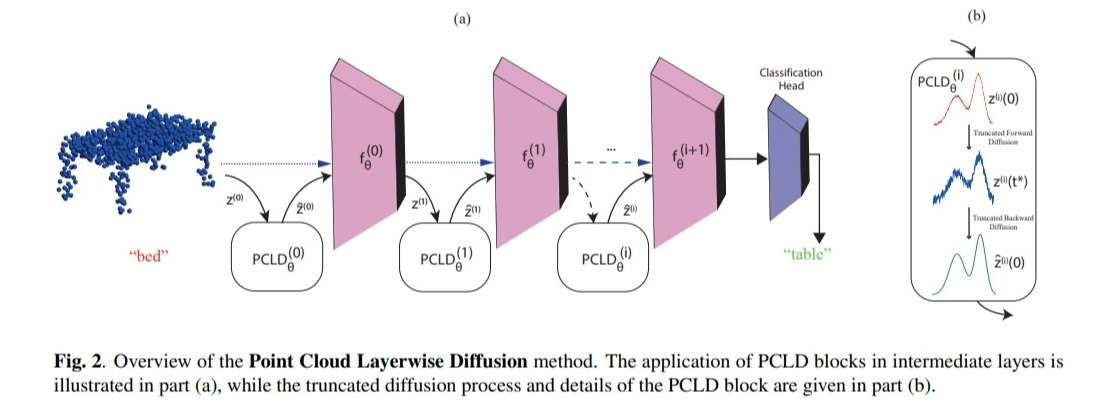 (a)
(b)
Classification
Head
PCLD_θ^(i)
z^(i)(0)
Truncated Forward
Diffusion
z^(i)(t*)
Truncated Backward
Diffusion
ẑ^(i)(0)
f_θ^(0)
f_θ^(1)
...
f_θ^(i+1)
z^(0)
ẑ^(0)
z^(1)
ẑ^(1)
ẑ^(i)
PCLD_θ^(0)
PCLD_θ^(1)
PCLD_θ^(i)
“bed”
“table”
Fig. 2. Overview of the Point Cloud Layerwise Diffusion method. The application of PCLD blocks in intermediate layers is
illustrated in part (a), while the truncated diffusion process and details of the PCLD block are given in part (b).